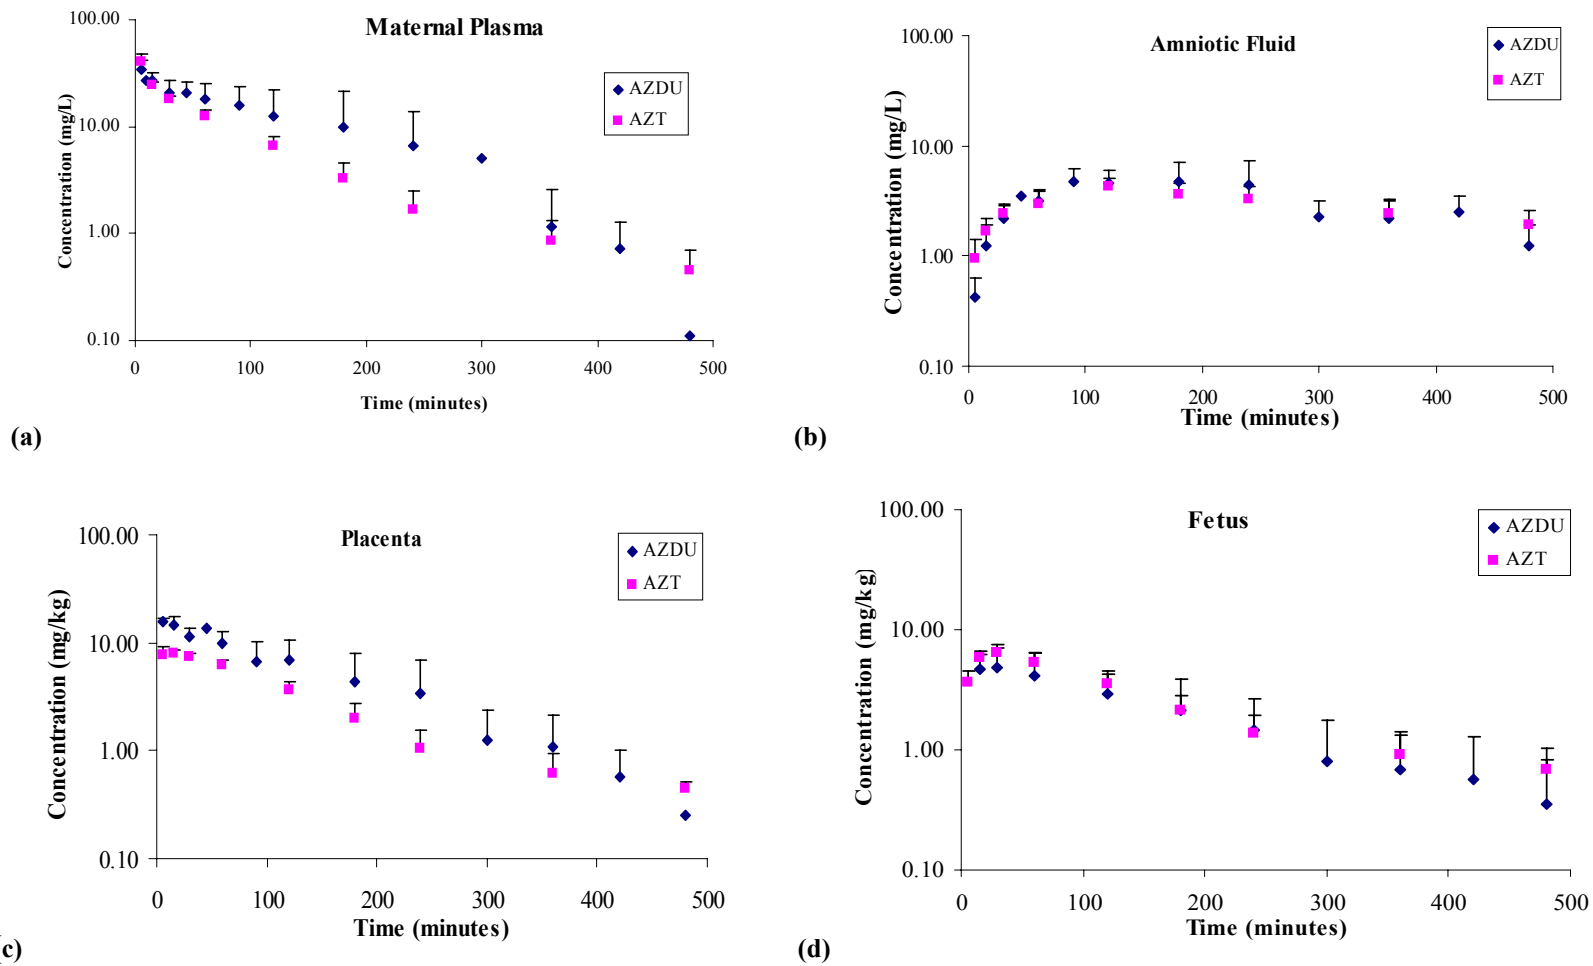 Maternal Plasma
100.00
10.00
1.00
0.10
Concentration (mg/L)
0 100 200 300 400 500
Time (minutes)
AZDU
AZT
(a)
Amniotic Fluid
100.00
10.00
1.00
0.10
Concentration (mg/L)
0 100 200 300 400 500
Time (minutes)
AZDU
AZT
(b)
Placenta
100.00
10.00
1.00
0.10
Concentration (mg/kg)
0 100 200 300 400 500
Time (minutes)
AZDU
AZT
c)
Fetus
100.00
10.00
1.00
0.10
Concentration (mg/kg)
0 100 200 300 400 500
Time (minutes)
AZDU
AZT
(d)